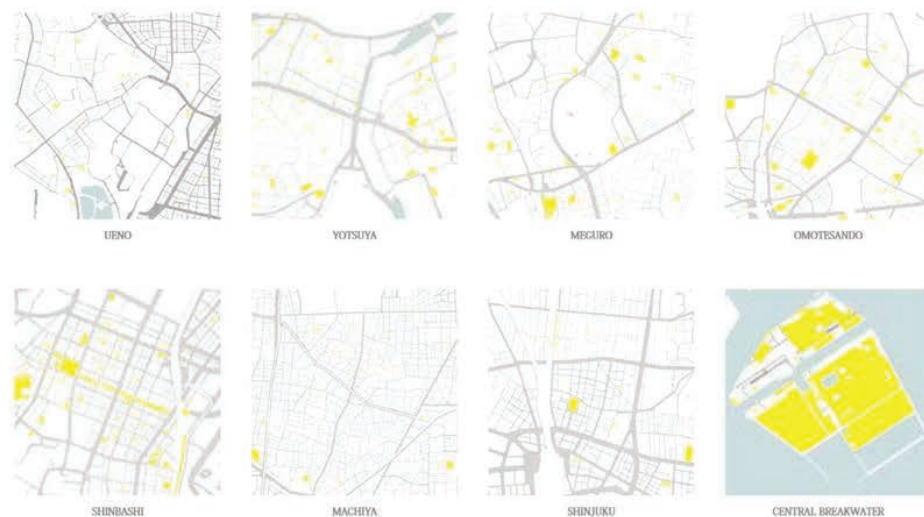 UENO
YOTSUYA
MEGURO
OMOTESANDO
SHINBASHI
MACHIYA
SHINJUKU
CENTRAL BREAKWATER